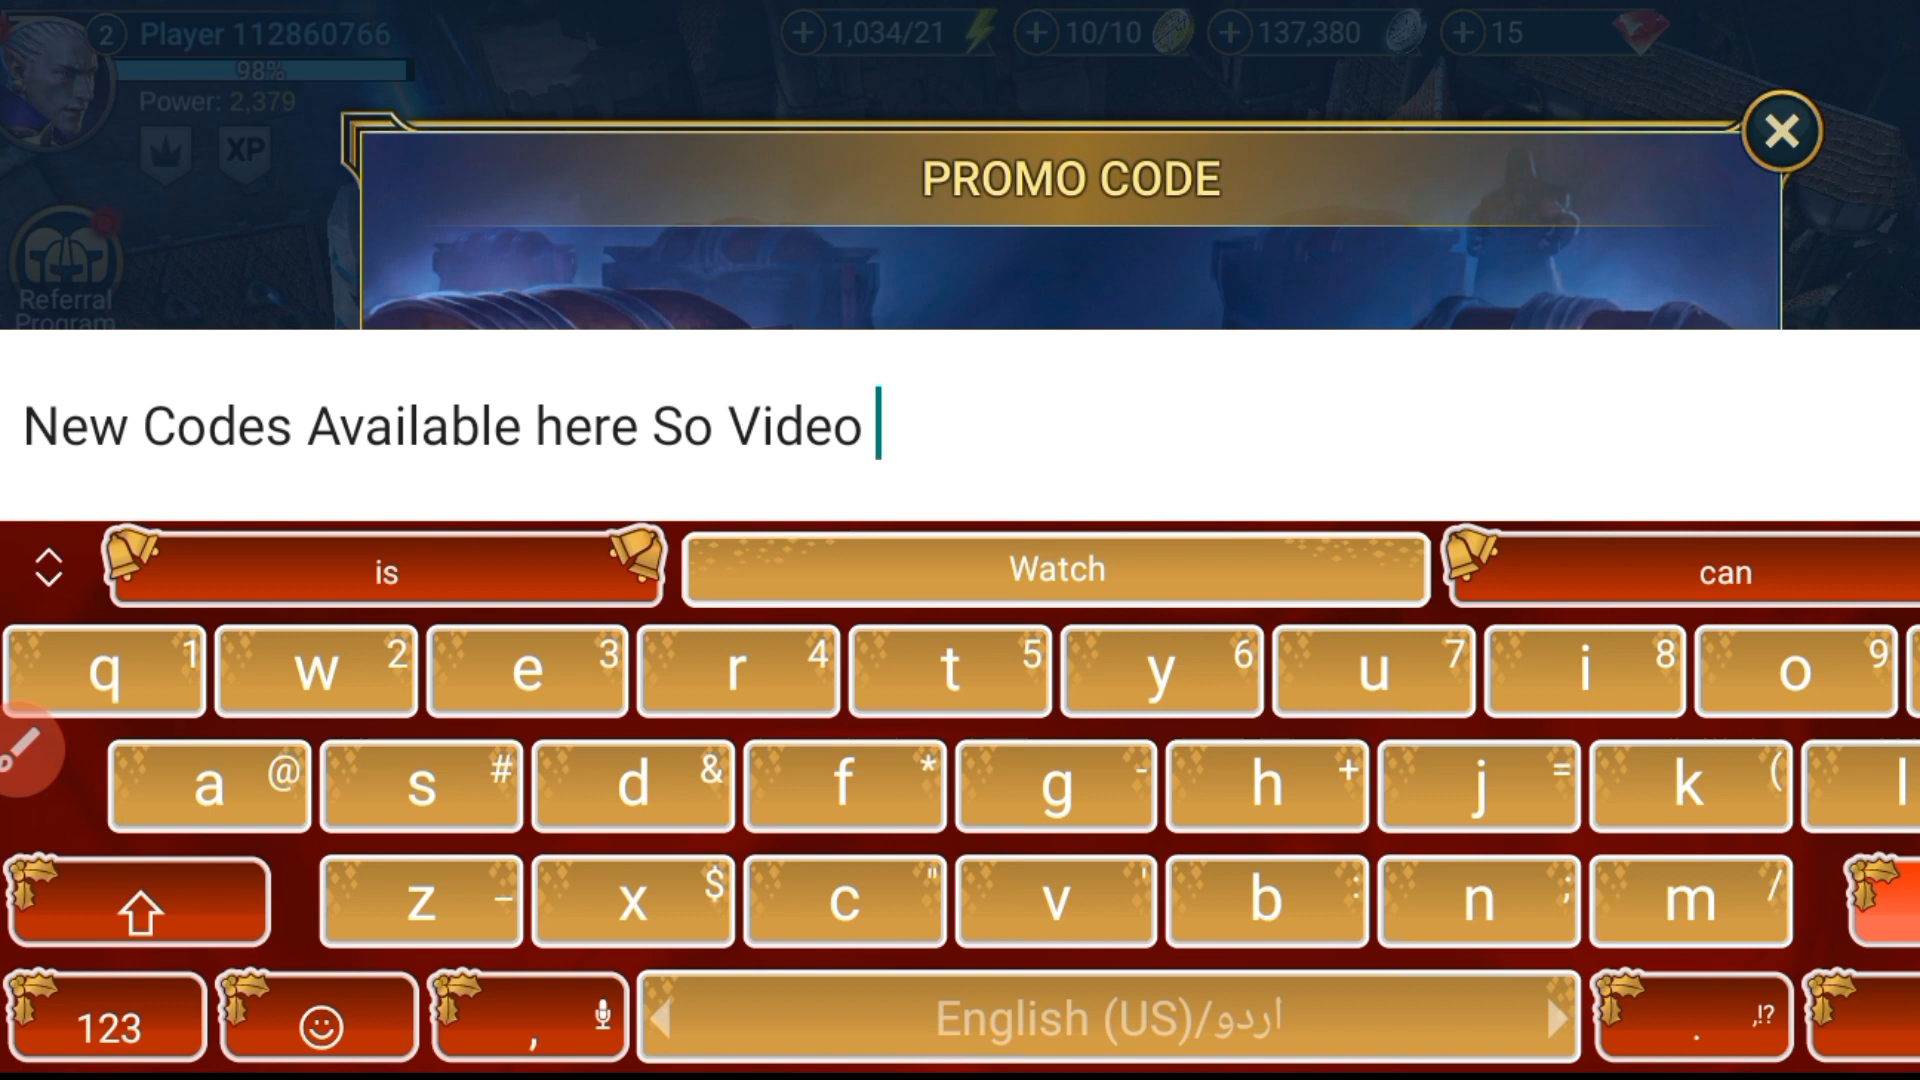 2 Player 112860766
+ 1,034/21 + 10/10 + 137,380 + 15
98%
Power: 2,379
XP
PROMO CODE
Referral
Program
New Codes Available here So Video
is Watch can
q 1 w 2 e 3 r 4 t 5 y 6 u 7 i 8 o 9
a @ s # d & f * g - h + j = k ( l
z _ x $ c " v ' b : n ; m /
123 , English (US)/اردو . ,!?